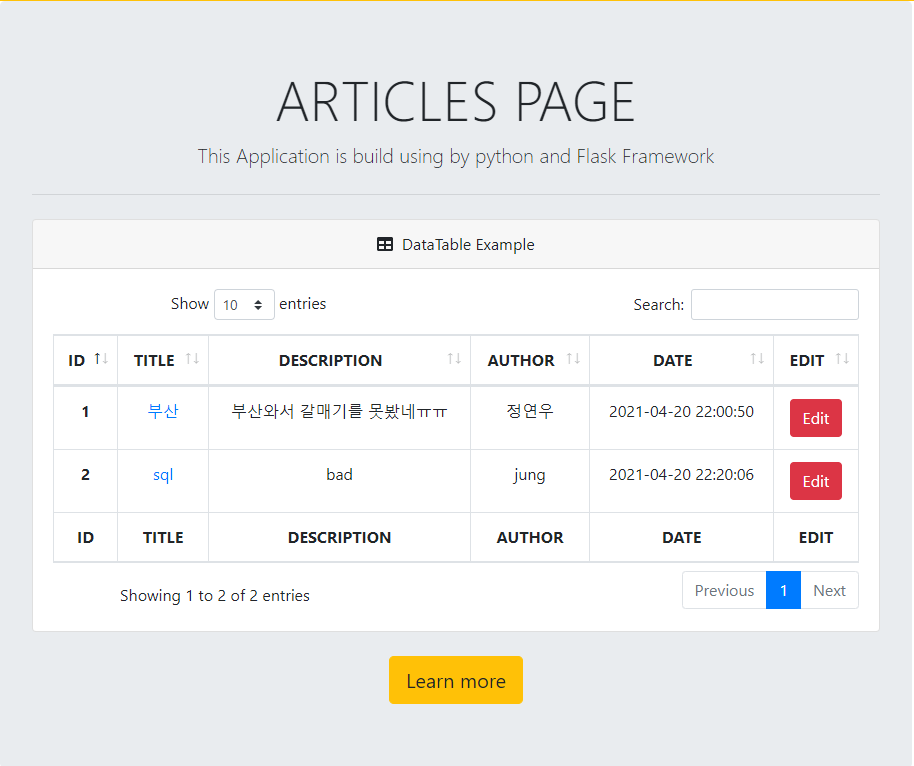 ARTICLES PAGE
This Application is build using by python and Flask Framework
DataTable Example
Show 10 entries Search:
ID TITLE DESCRIPTION AUTHOR DATE EDIT
1 부산 부산와서 갈매기를 못봤네ㅠㅠ 정연우 2021-04-20 22:00:50 Edit
2 sql bad jung 2021-04-20 22:20:06 Edit
ID TITLE DESCRIPTION AUTHOR DATE EDIT
Showing 1 to 2 of 2 entries Previous 1 Next
Learn more